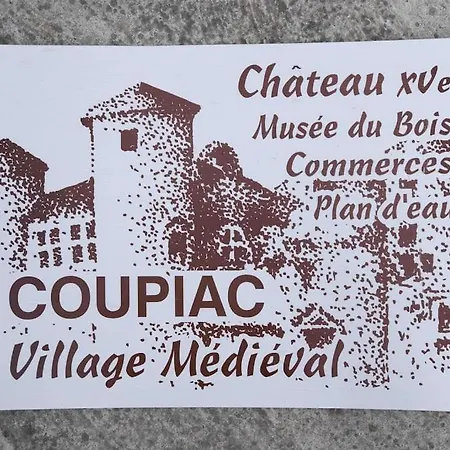 Château XVe
Musée du Bois
Commerces
Plan d'eau
COUPIAC
Village Médiéval